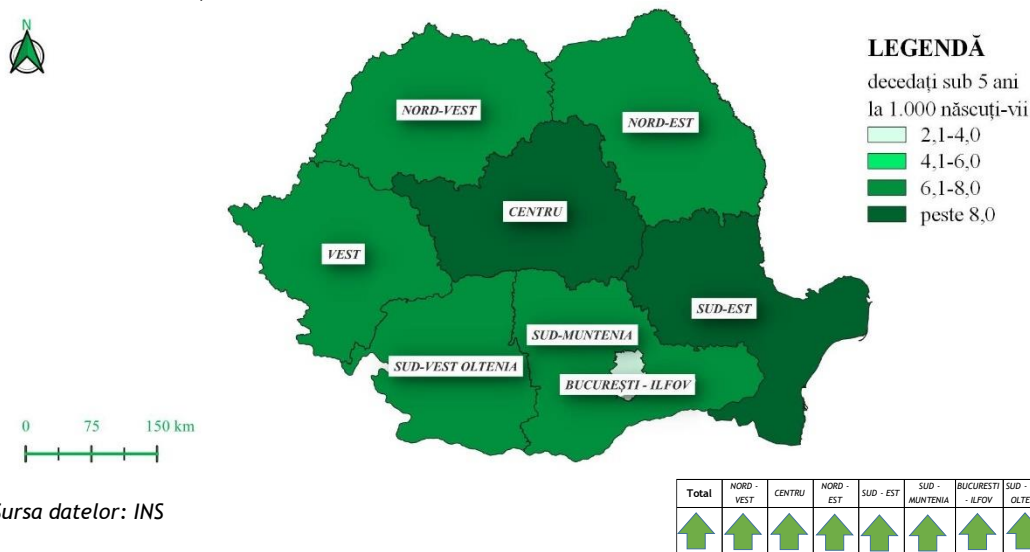 N
LEGENDĂ
decedați sub 5 ani
la 1.000 născuți-vii
2,1-4,0
4,1-6,0
6,1-8,0
peste 8,0
NORD-VEST
NORD-EST
CENTRU
VEST
SUD-EST
SUD-MUNTENIA
SUD-VEST OLTENIA
BUCUREȘTI - ILFOV
0 75 150 km
Sursa datelor: INS
Total
NORD - VEST
CENTRU
NORD - EST
SUD - EST
SUD - MUNTENIA
BUCURESTI - ILFOV
SUD -